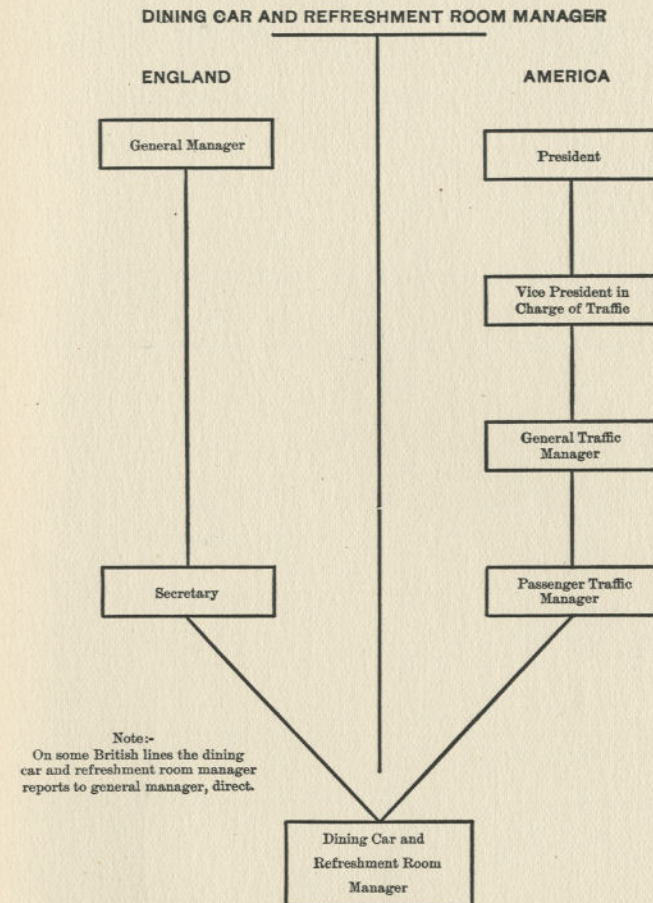 DINING CAR AND REFRESHMENT ROOM MANAGER
ENGLAND
AMERICA
General Manager
President
Vice President in
Charge of Traffic
General Traffic
Manager
Secretary
Passenger Traffic
Manager
Note:-
On some British lines the dining
car and refreshment room manager
reports to general manager, direct.
Dining Car and
Refreshment Room
Manager